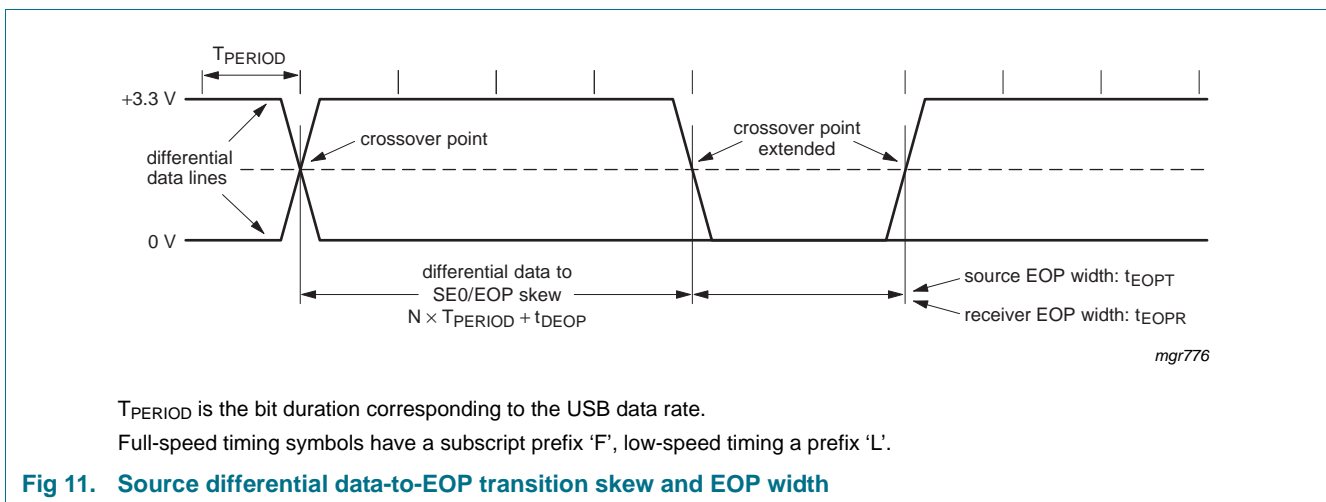 TPERIOD
+3.3 V
crossover point
crossover point
extended
differential
data lines
0 V
differential data to
SE0/EOP skew
N × TPERIOD + tDEOP
source EOP width: tEOPT
receiver EOP width: tEOPR
mgr776
TPERIOD is the bit duration corresponding to the USB data rate.
Full-speed timing symbols have a subscript prefix ‘F’, low-speed timing a prefix ‘L’.
Fig 11. Source differential data-to-EOP transition skew and EOP width